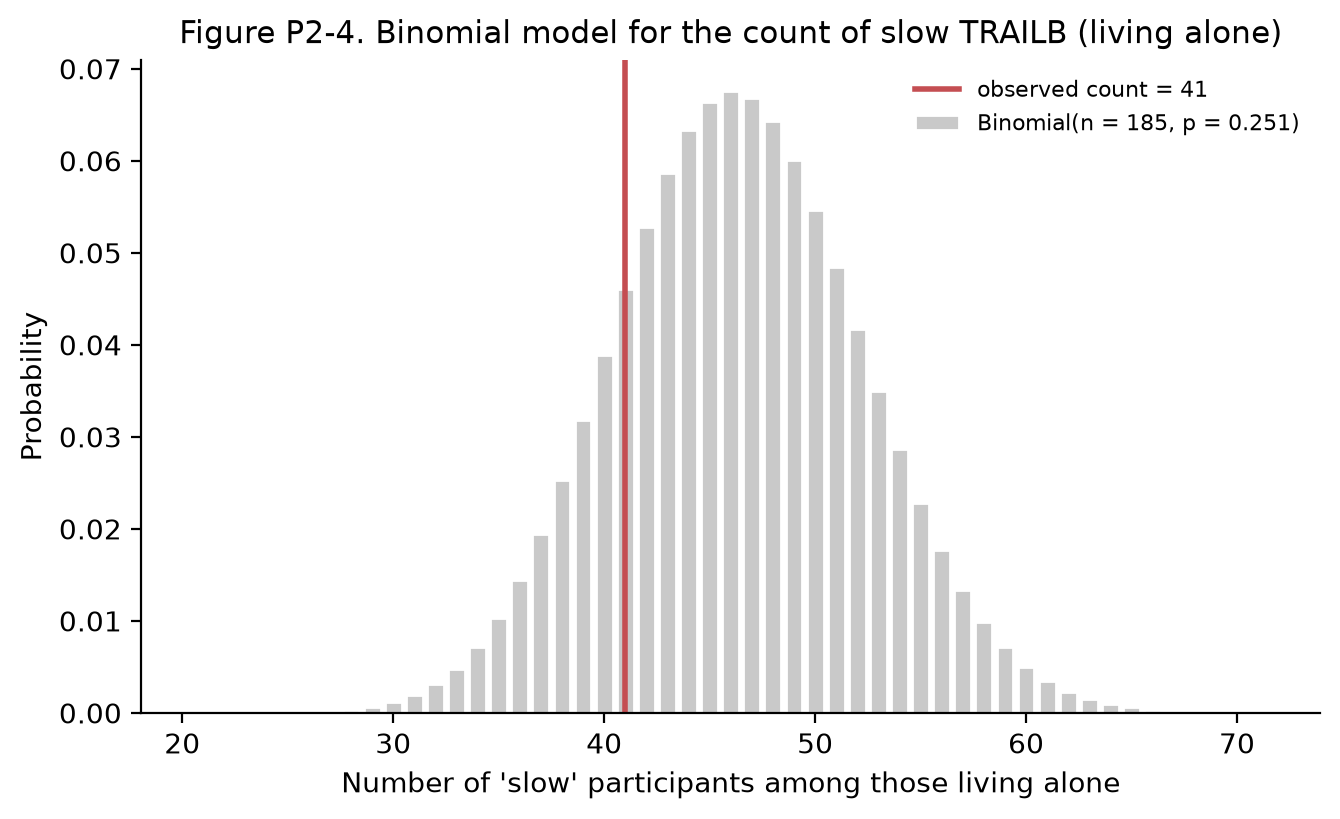 Figure P2-4. Binomial model for the count of slow TRAILB (living alone)
observed count = 41
Binomial(n = 185, p = 0.251)
Probability
0.07
0.06
0.05
0.04
0.03
0.02
0.01
0.00
20 30 40 50 60 70
Number of 'slow' participants among those living alone